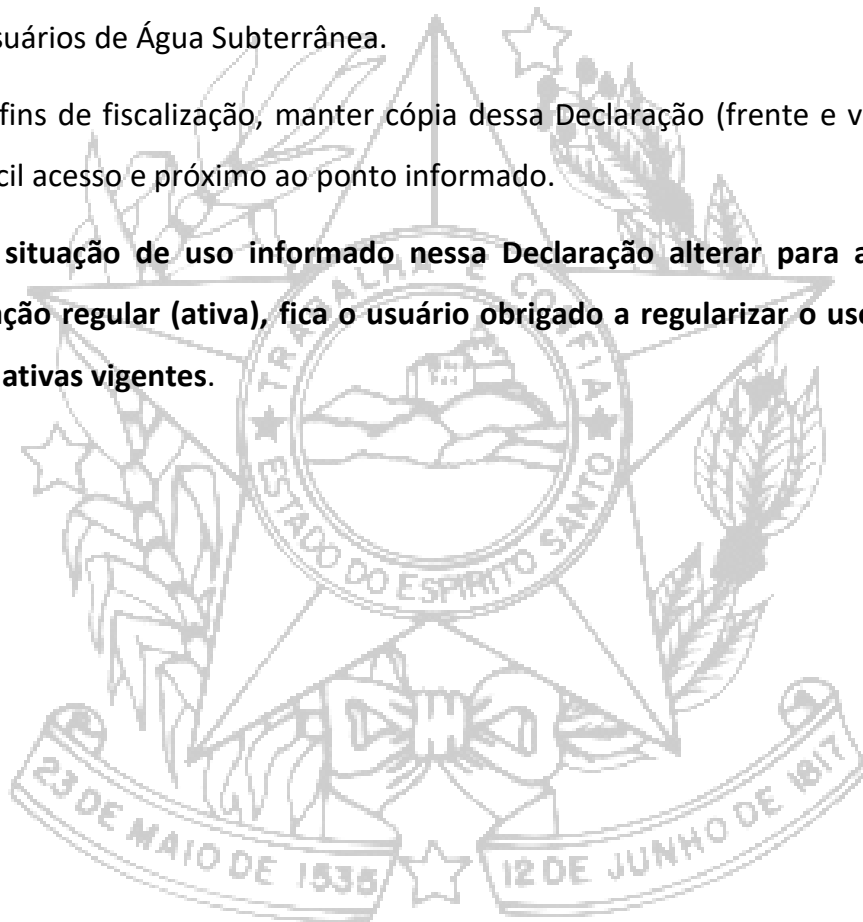 suários de Água Subterrânea.
fins de fiscalização, manter cópia dessa Declaração (frente e v
cil acesso e próximo ao ponto informado.
situação de uso informado nessa Declaração alterar para a
ação regular (ativa), fica o usuário obrigado a regularizar o uso
ativas vigentes.
TRABALHA E CONFIA
ESTADO DO ESPIRITO SANTO
23 DE MAIO DE 1535
12 DE JUNHO DE 1817